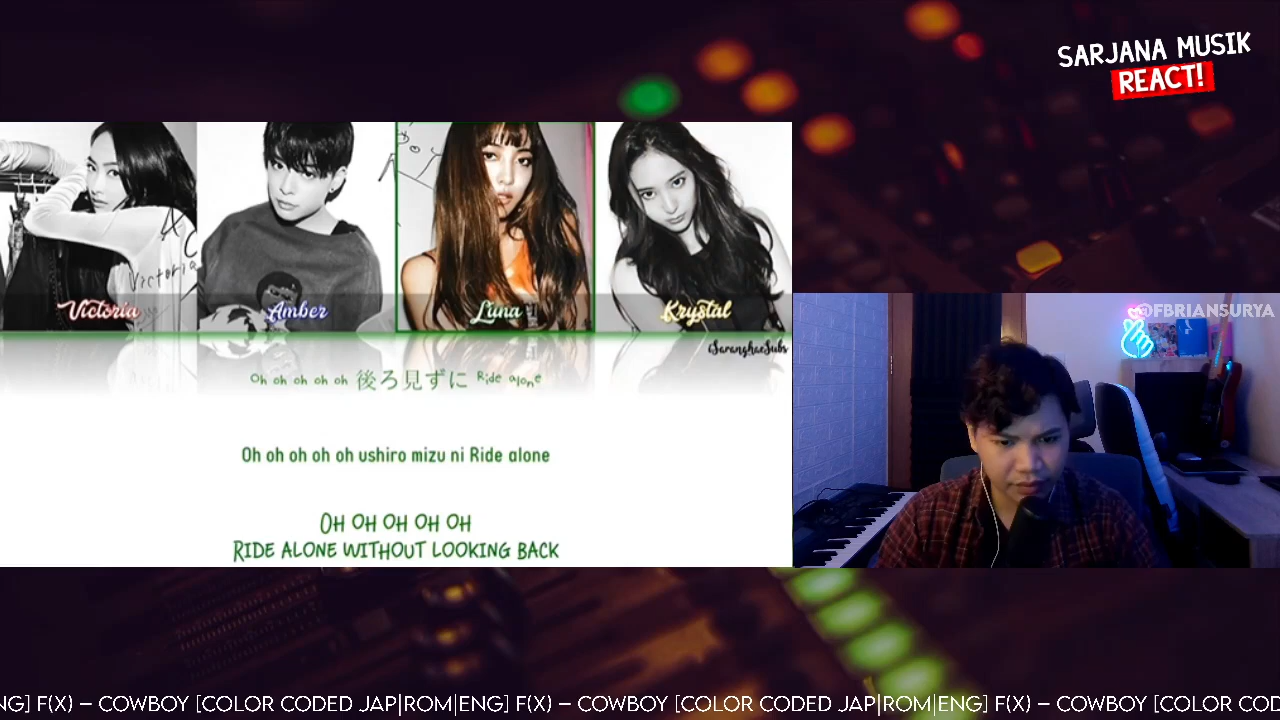 SARJANA MUSIK
REACT!
Victoria
Amber
Luna
Krystal
iSarangHaeSubs
Oh oh oh oh oh 後ろ見ずに Ride alone
Oh oh oh oh oh ushiro mizu ni Ride alone
OH OH OH OH OH
RIDE ALONE WITHOUT LOOKING BACK
@FBRIANSURYA
NG] F(X) – COWBOY [COLOR CODED JAP|ROM|ENG] F(X) – COWBOY [COLOR CODED JAP|ROM|ENG] F(X) – COWBOY [COLOR COD